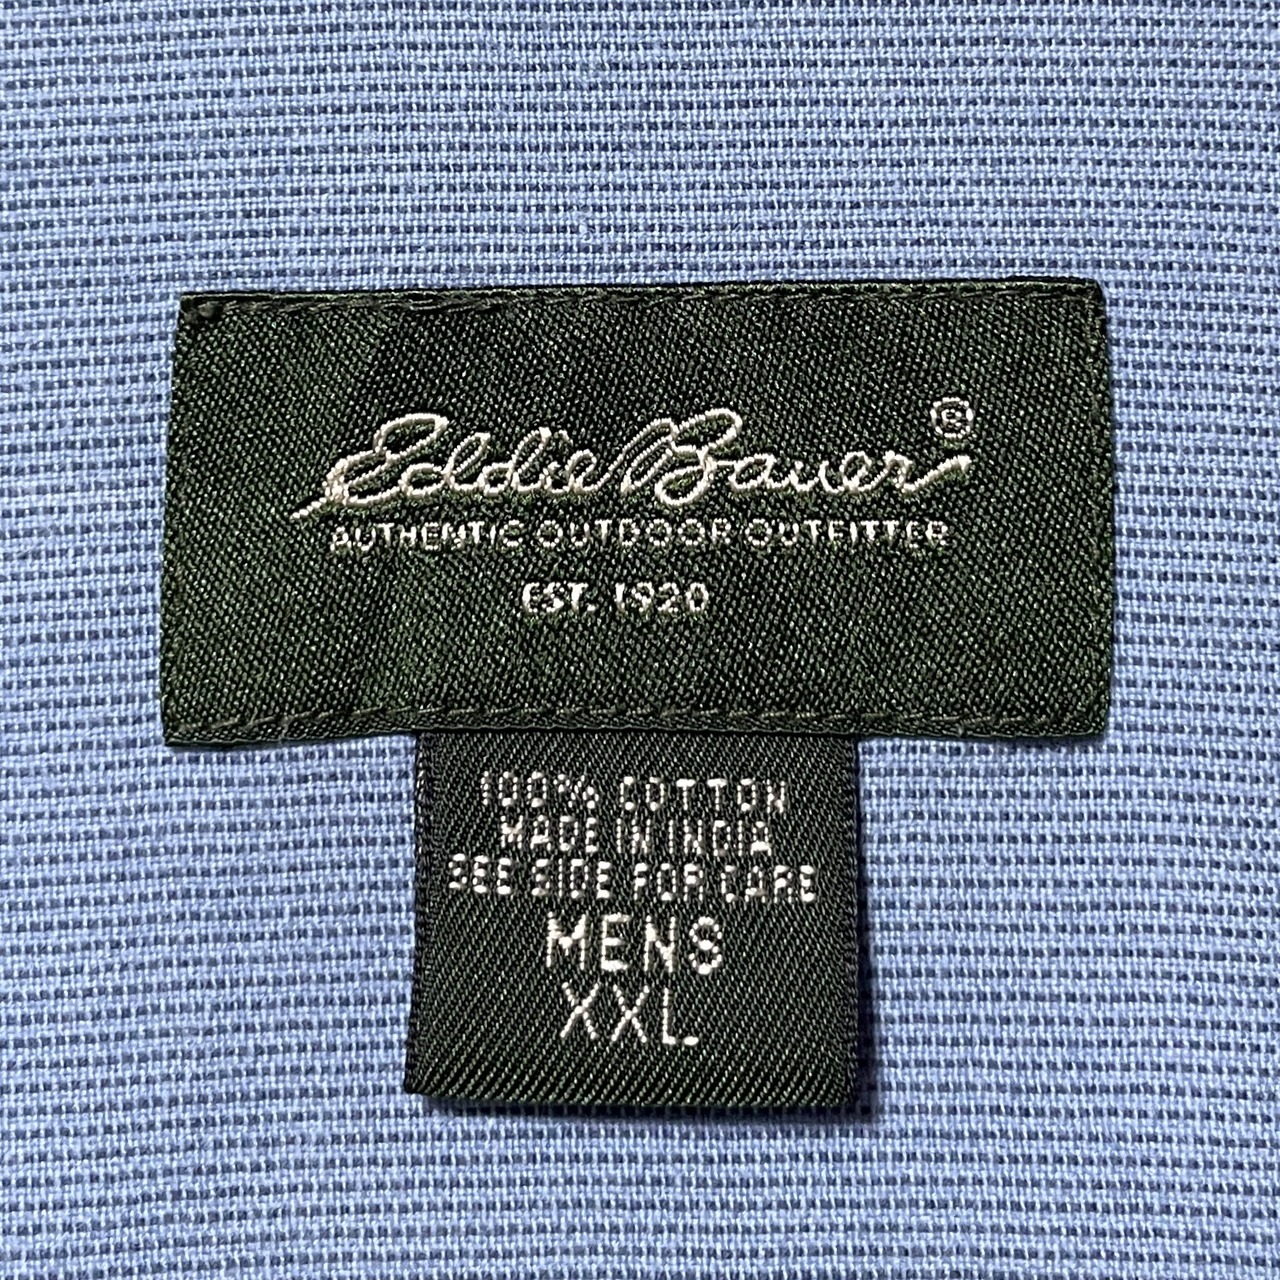 Eddie Bauer®
AUTHENTIC OUTDOOR OUTFITTER
EST. 1920
100% COTTON
MADE IN INDIA
SEE SIDE FOR CARE
MENS
XXL